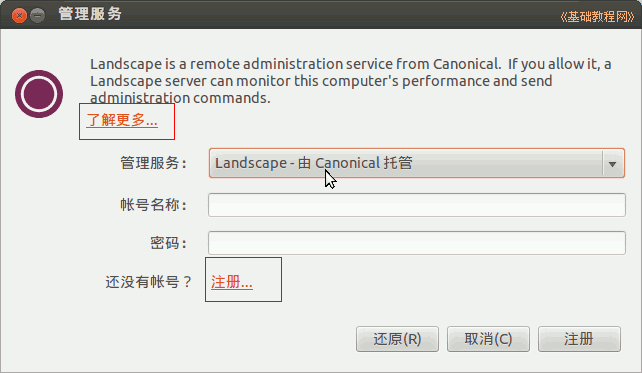 管理服务
《基础教程网》
Landscape is a remote administration service from Canonical. If you allow it, a
Landscape server can monitor this computer's performance and send
administration commands.
了解更多...
管理服务：
Landscape - 由 Canonical 托管
帐号名称：
密码：
还没有帐号？ 注册...
还原(R) 取消(C) 注册